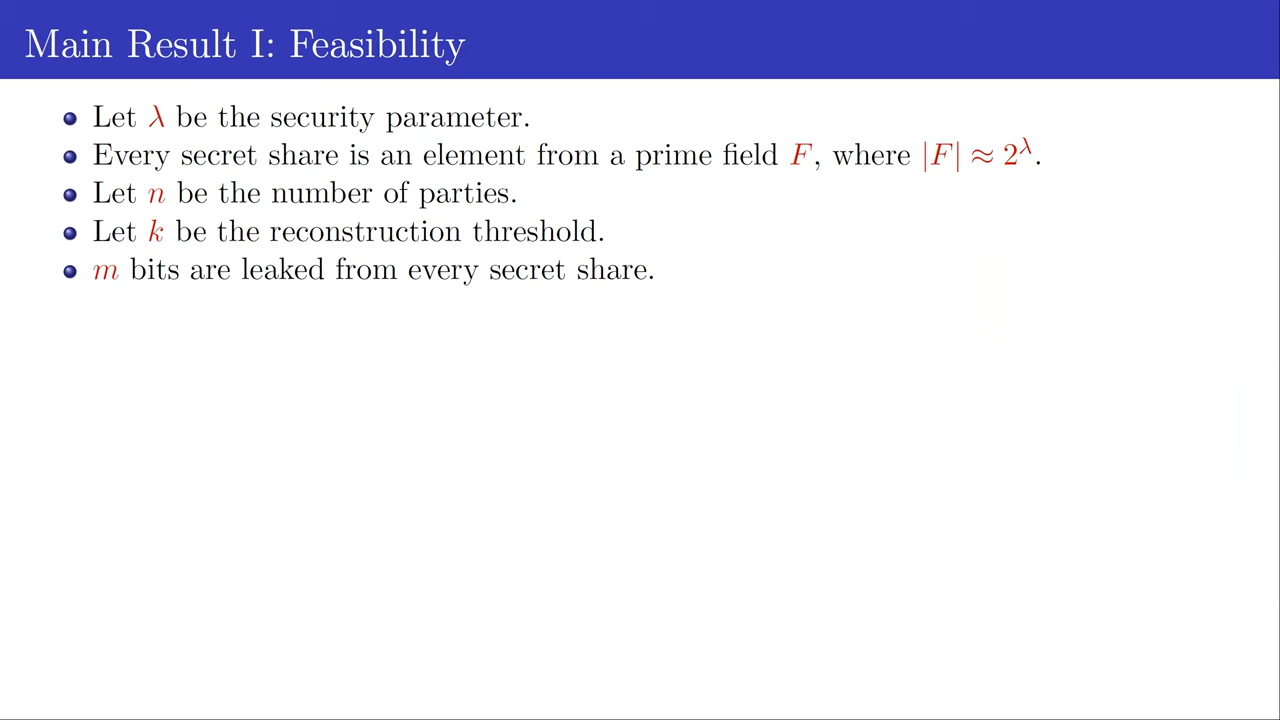 Main Result I: Feasibility
Let λ be the security parameter.
Every secret share is an element from a prime field F, where |F| ≈ 2^λ.
Let n be the number of parties.
Let k be the reconstruction threshold.
m bits are leaked from every secret share.